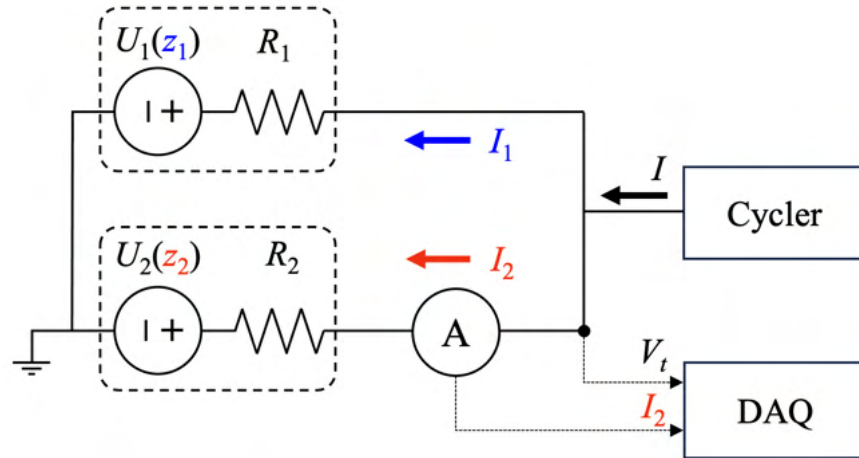 U₁(z₁) R₁
I₁
I
Cycler
U₂(z₂) R₂
I₂
A
Vₜ
I₂
DAQ